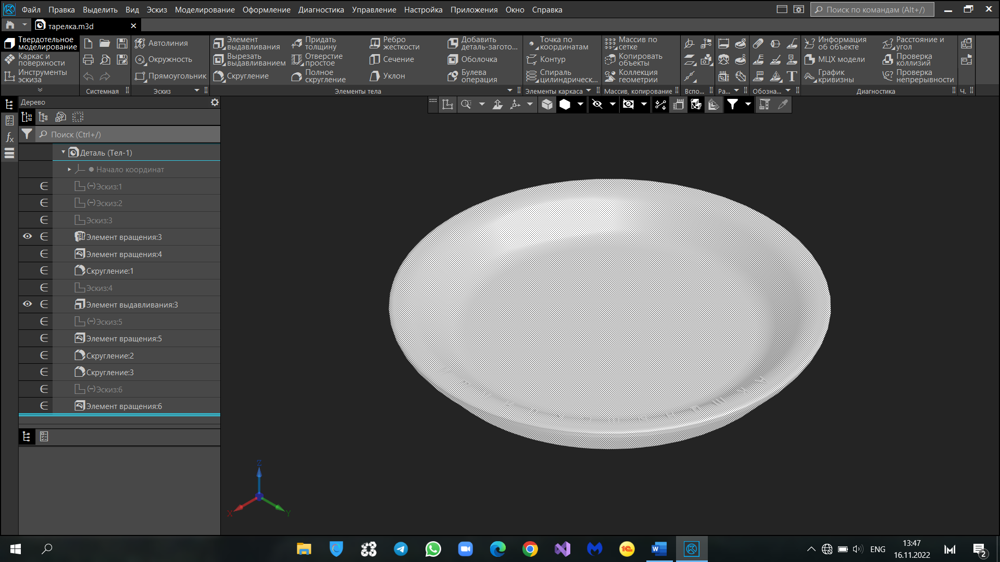 Файл Правка Выделить Вид Эскиз Моделирование Оформление Диагностика Управление Настройка Приложения Окно Справка
Поиск по командам (Alt+/)
тарелка.m3d
Твердотельное моделирование
Каркас и поверхности
Инструменты эскиза
Системная
Автолиния
Окружность
Прямоугольник
Эскиз
Элемент выдавливания
Вырезать выдавливанием
Скругление
Придать толщину
Отверстие простое
Полное скругление
Ребро жесткости
Сечение
Уклон
Добавить деталь-загото...
Оболочка
Булева операция
Элементы тела
Точка по координатам
Контур
Спираль цилиндрическ...
Элементы каркаса
Массив по сетке
Копировать объекты
Коллекция геометрии
Массив, копирование
Вспо...
Ра...
Обозна...
Информация об объекте
МЦХ модели
График кривизны
Расстояние и угол
Проверка коллизий
Проверка непрерывности
Диагностика
Ч.
Дерево
Поиск (Ctrl+/)
Деталь (Тел-1)
Начало координат
(-)Эскиз:1
(-)Эскиз:2
Эскиз:3
Элемент вращения:3
Элемент вращения:4
Скругление:1
Эскиз:4
Элемент выдавливания:3
(-)Эскиз:5
Элемент вращения:5
Скругление:2
Скругление:3
(-)Эскиз:6
Элемент вращения:6
Z
X
Y
ENG
13:47
16.11.2022
2